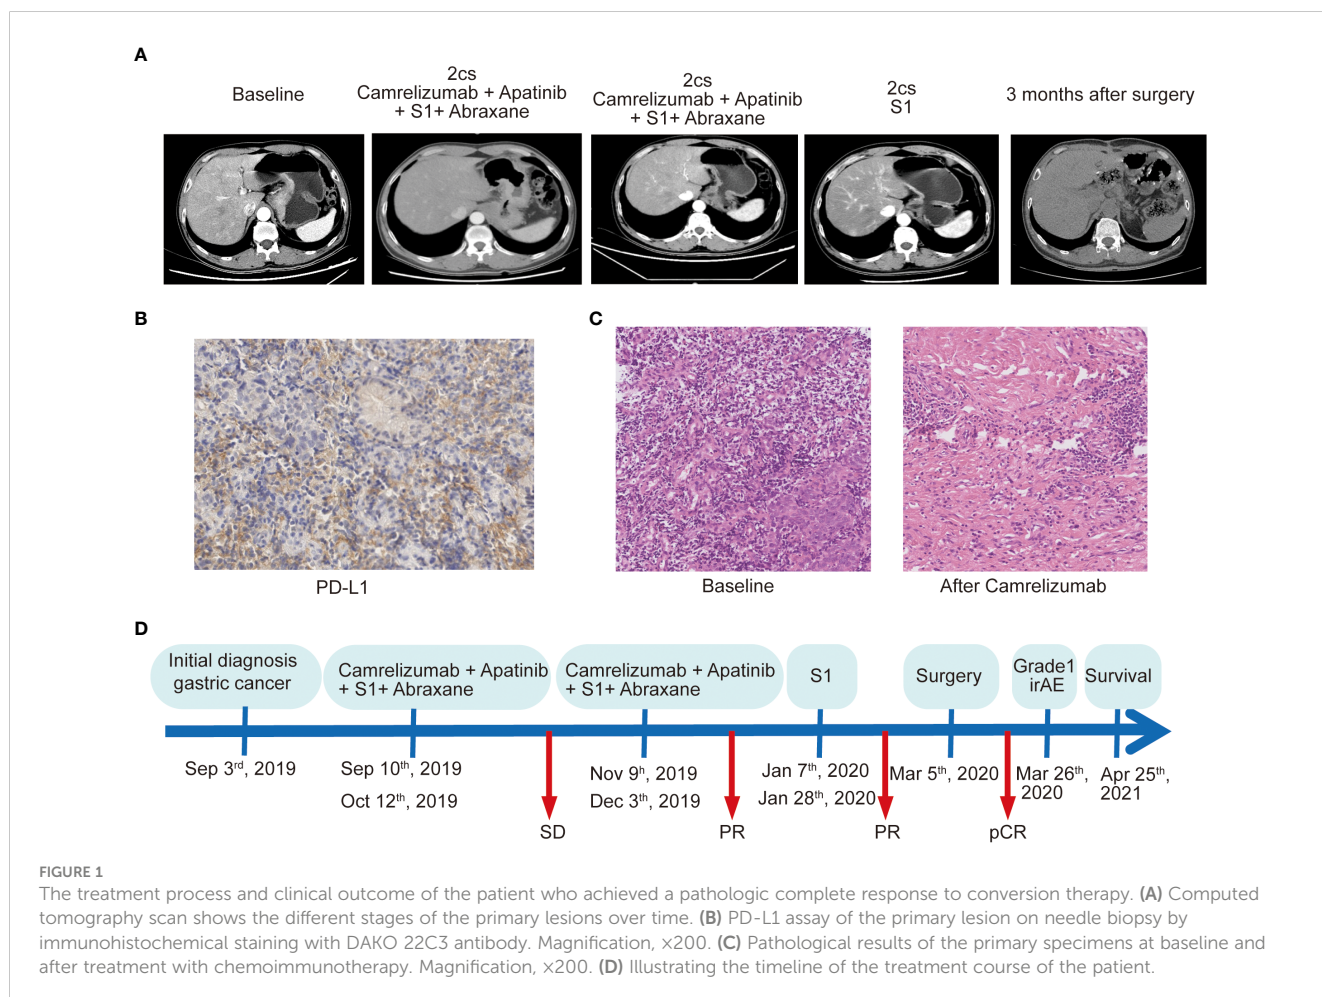 A
Baseline
2cs
Camrelizumab + Apatinib
+ S1+ Abraxane
2cs
Camrelizumab + Apatinib
+ S1+ Abraxane
2cs
S1
3 months after surgery
B
PD-L1
C
Baseline
After Camrelizumab
D
Initial diagnosis
gastric cancer
Camrelizumab + Apatinib
+ S1+ Abraxane
Camrelizumab + Apatinib
+ S1+ Abraxane
S1
Surgery
Grade1
irAE
Survival
Sep 3rd, 2019
Sep 10th, 2019
Oct 12th, 2019
Nov 9h, 2019
Dec 3th, 2019
Jan 7th, 2020
Jan 28th, 2020
Mar 5th, 2020
Mar 26th,
2020
Apr 25th,
2021
SD
PR
PR
pCR
FIGURE 1
The treatment process and clinical outcome of the patient who achieved a pathologic complete response to conversion therapy. (A) Computed
tomography scan shows the different stages of the primary lesions over time. (B) PD-L1 assay of the primary lesion on needle biopsy by
immunohistochemical staining with DAKO 22C3 antibody. Magnification, ×200. (C) Pathological results of the primary specimens at baseline and
after treatment with chemoimmunotherapy. Magnification, ×200. (D) Illustrating the timeline of the treatment course of the patient.